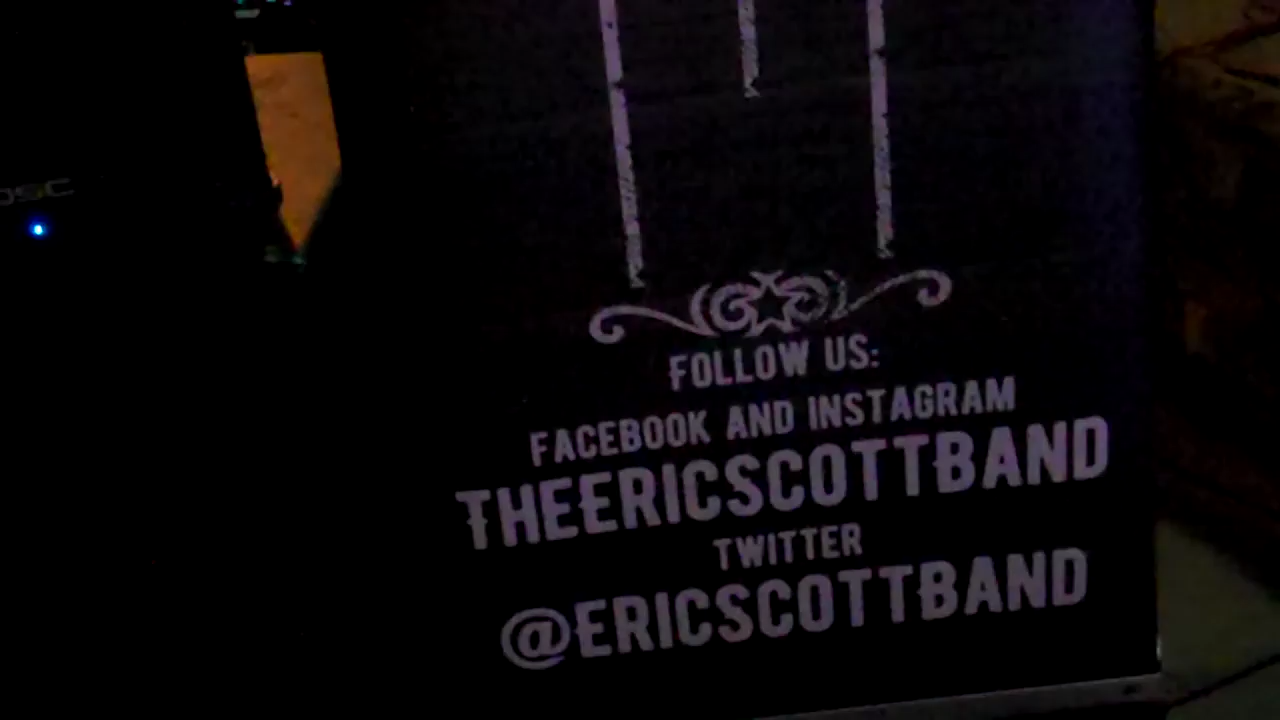 FOLLOW US:
FACEBOOK AND INSTAGRAM
THEERICSCOTTBAND
TWITTER
@ERICSCOTTBAND